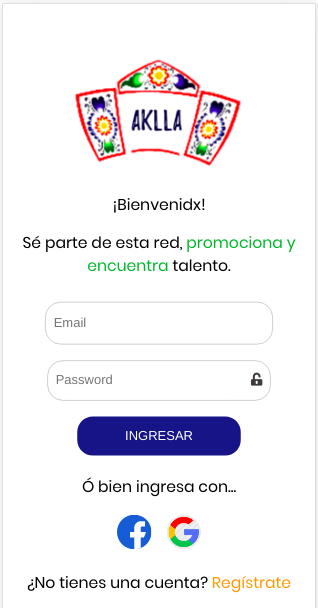 AKLLA
¡Bienvenidx!
Sé parte de esta red, promociona y
encuentra talento.
Email
Password
INGRESAR
Ó bien ingresa con...
¿No tienes una cuenta? Regístrate